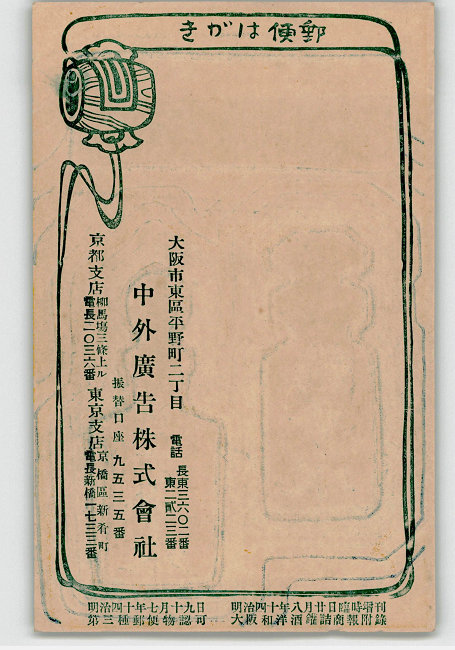 きがは便郵
大阪市東區平野町二丁目
電話 長東三六〇一番
東二貳二三番
中外廣告株式會社
振替口座 九五三五番
京都支店 柳馬場三條上ル
電長二〇三六番
東京支店 京橋區新肴町
電長新橋一七三三番
明治四十年七月十九日
第三種郵便物認可
明治四十年八月廿日臨時增刊
大阪和洋酒罐詰商報附錄